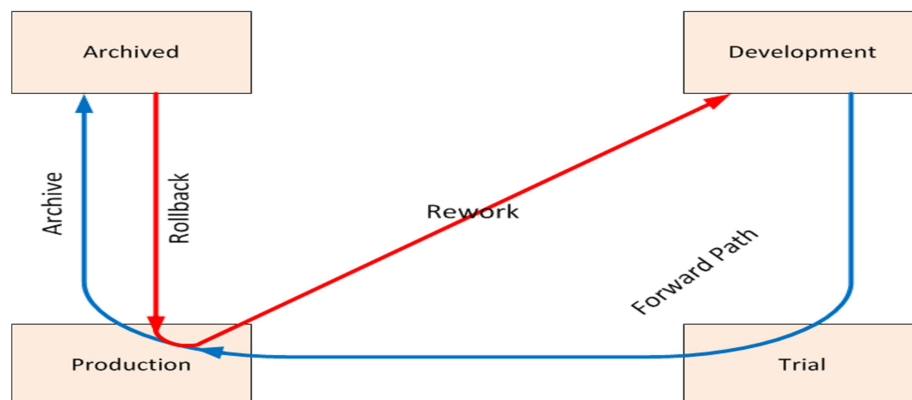 Archived
Development
Archive
Rollback
Rework
Forward Path
Production
Trial